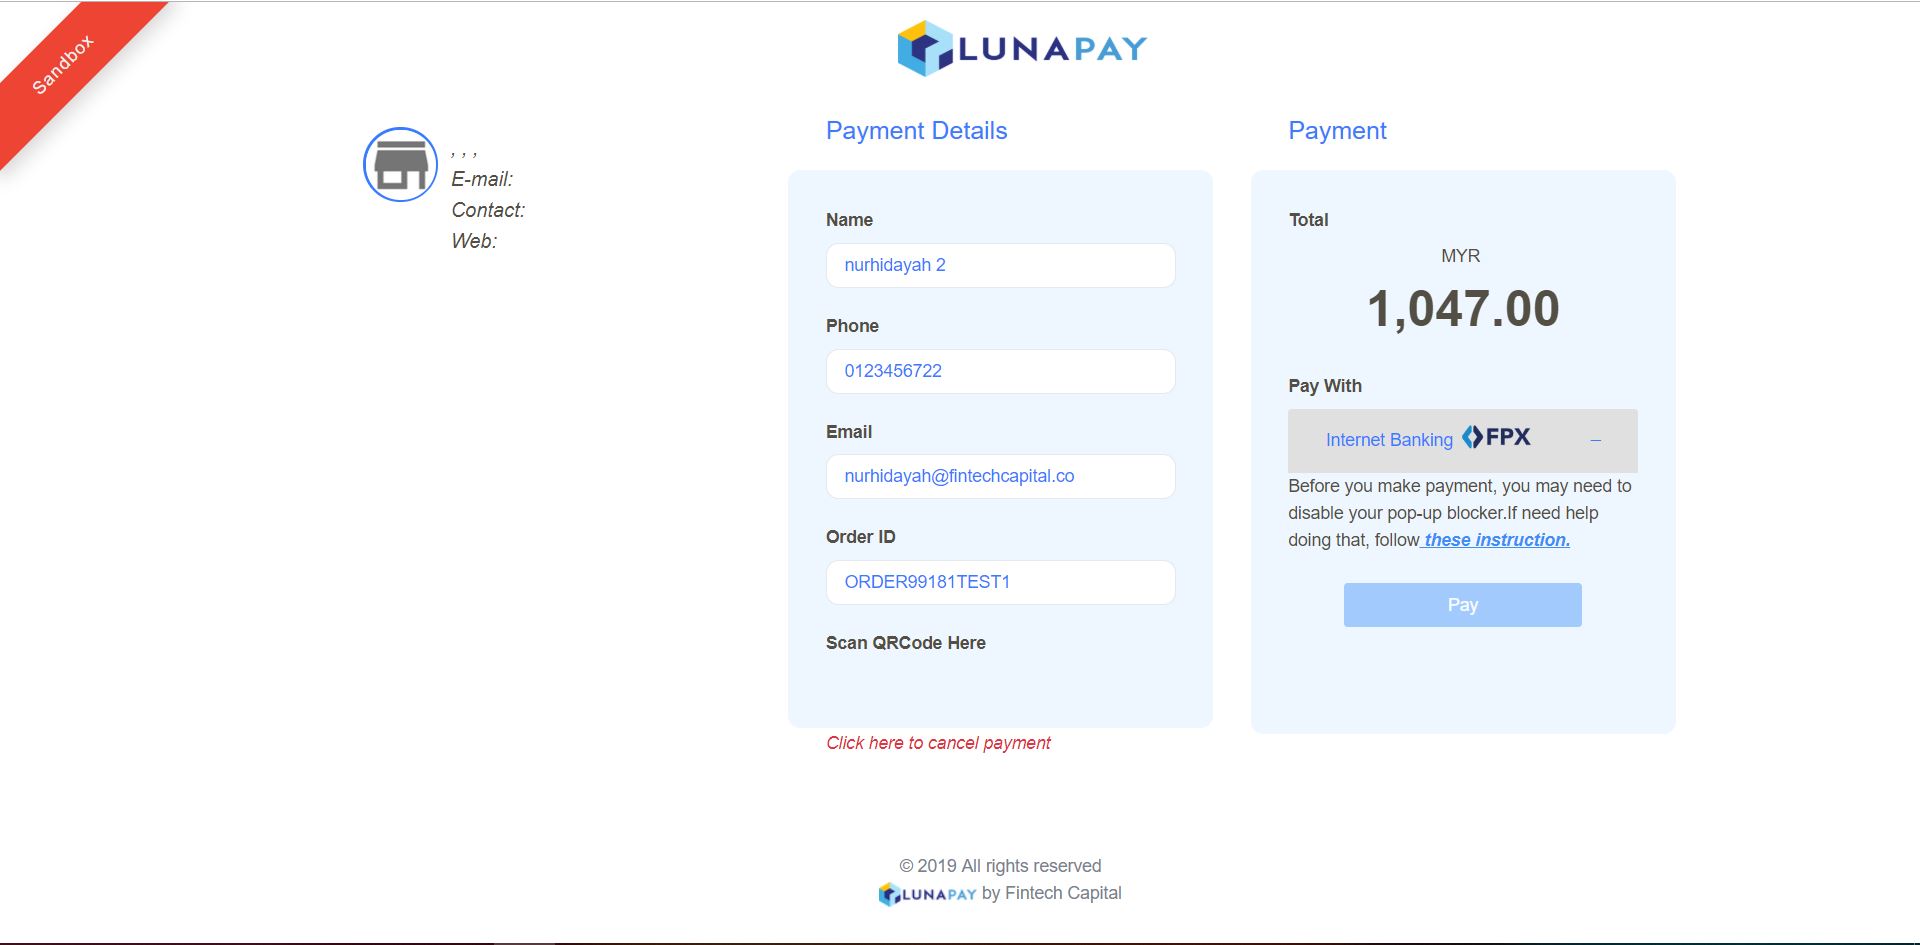 Sandbox
LUNAPAY
, , ,
E-mail:
Contact:
Web:
Payment Details
Name
nurhidayah 2
Phone
0123456722
Email
nurhidayah@fintechcapital.co
Order ID
ORDER99181TEST1
Scan QRCode Here
Click here to cancel payment
Payment
Total
MYR
1,047.00
Pay With
Internet Banking FPX –
Before you make payment, you may need to
disable your pop-up blocker.If need help
doing that, follow these instruction.
Pay
© 2019 All rights reserved
LUNAPAY by Fintech Capital